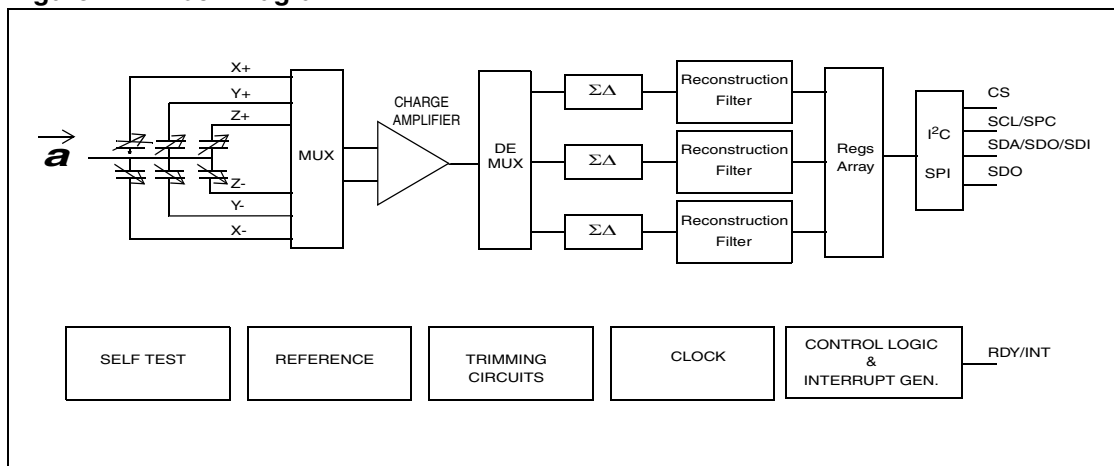 X+
Y+
Z+
a
Z-
Y-
X-
MUX
CHARGE
AMPLIFIER
DE
MUX
ΣΔ
ΣΔ
ΣΔ
Reconstruction
Filter
Reconstruction
Filter
Reconstruction
Filter
Regs
Array
I²C
SPI
CS
SCL/SPC
SDA/SDO/SDI
SDO
SELF TEST
REFERENCE
TRIMMING
CIRCUITS
CLOCK
CONTROL LOGIC
&
INTERRUPT GEN.
RDY/INT